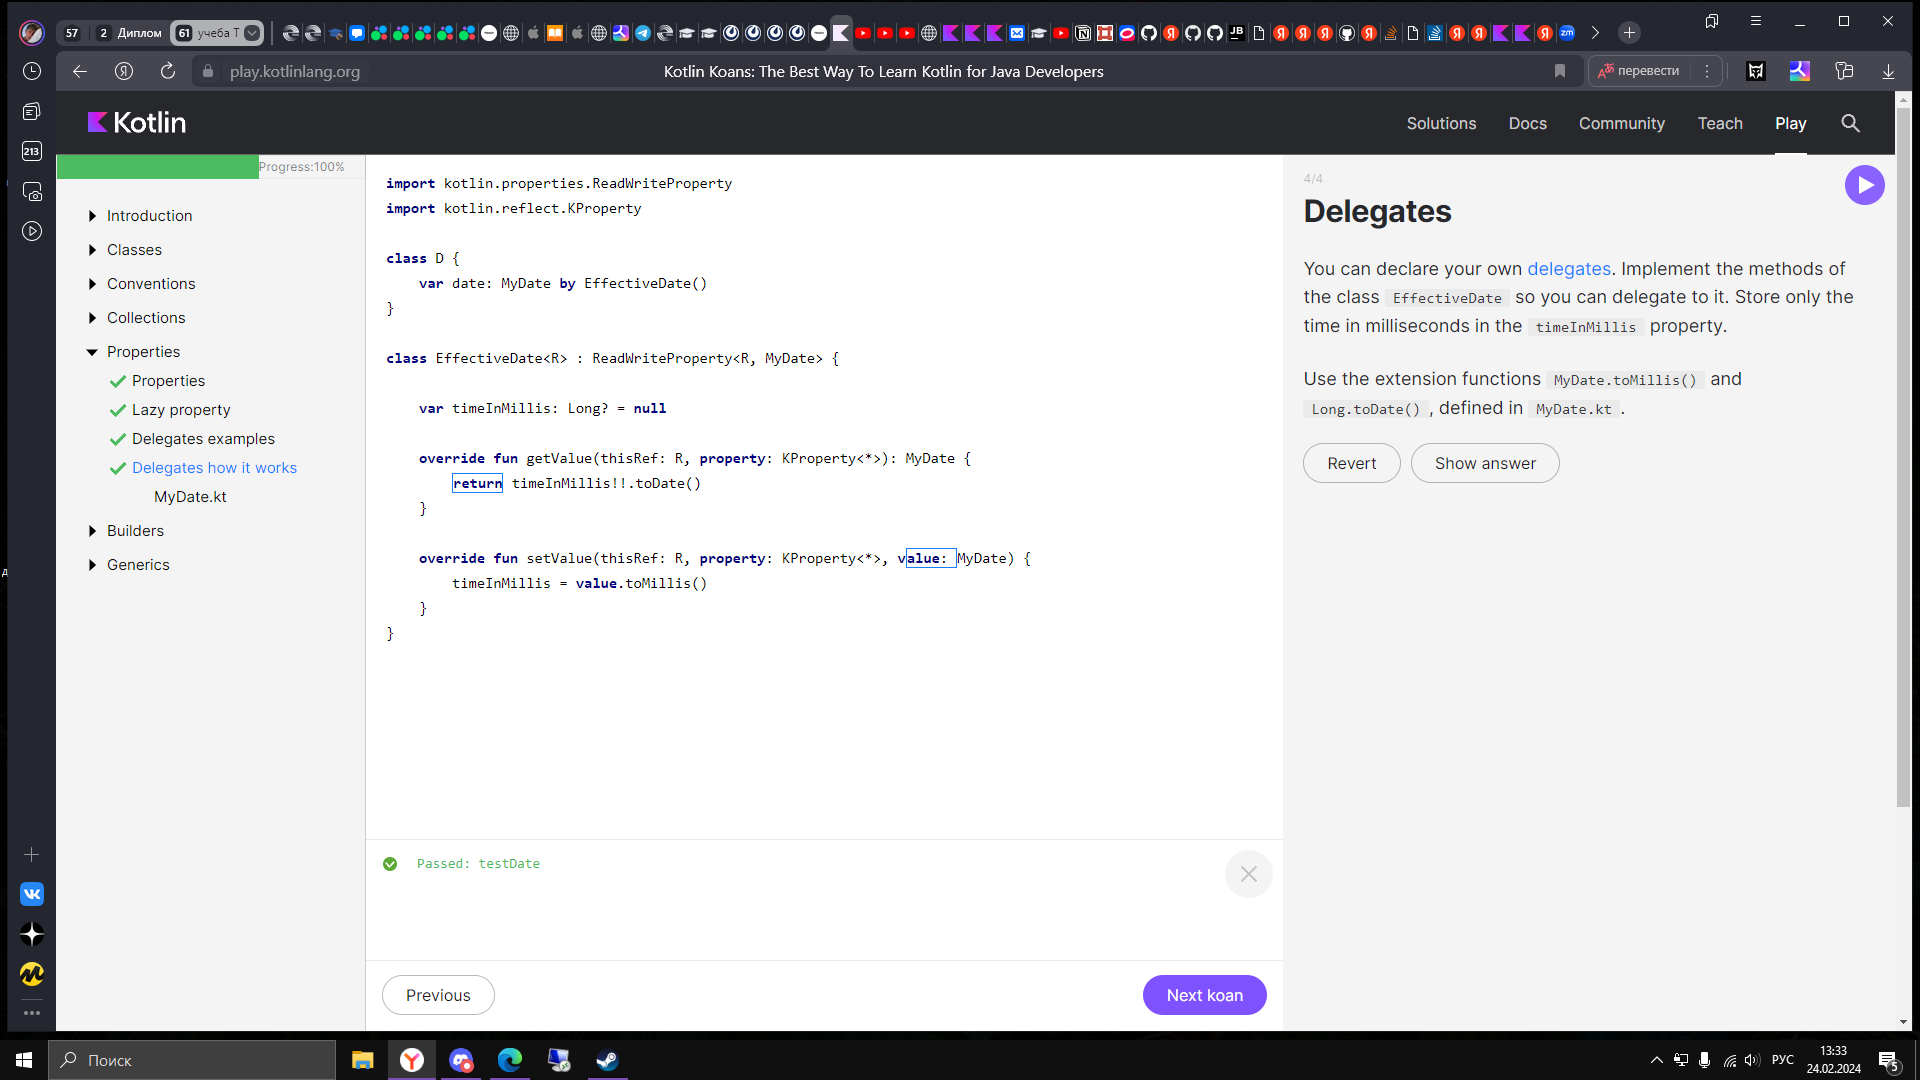 57
2 Диплом
61 учеба Т
JB
zm
play.kotlinlang.org
Kotlin Koans: The Best Way To Learn Kotlin for Java Developers
перевести
213
Kotlin
Solutions
Docs
Community
Teach
Play
Progress:100%
Introduction
Classes
Conventions
Collections
Properties
Properties
Lazy property
Delegates examples
Delegates how it works
MyDate.kt
Builders
Generics
import kotlin.properties.ReadWriteProperty
import kotlin.reflect.KProperty
class D {
var date: MyDate by EffectiveDate()
}
class EffectiveDate<R> : ReadWriteProperty<R, MyDate> {
var timeInMillis: Long? = null
override fun getValue(thisRef: R, property: KProperty<*>): MyDate {
return timeInMillis!!.toDate()
}
override fun setValue(thisRef: R, property: KProperty<*>, value: MyDate) {
timeInMillis = value.toMillis()
}
}
4/4
Delegates
You can declare your own delegates. Implement the methods of
the class EffectiveDate so you can delegate to it. Store only the
time in milliseconds in the timeInMillis property.
Use the extension functions MyDate.toMillis() and
Long.toDate() , defined in MyDate.kt .
Revert
Show answer
Passed: testDate
Previous
Next koan
Поиск
РУС
13:33
24.02.2024
5